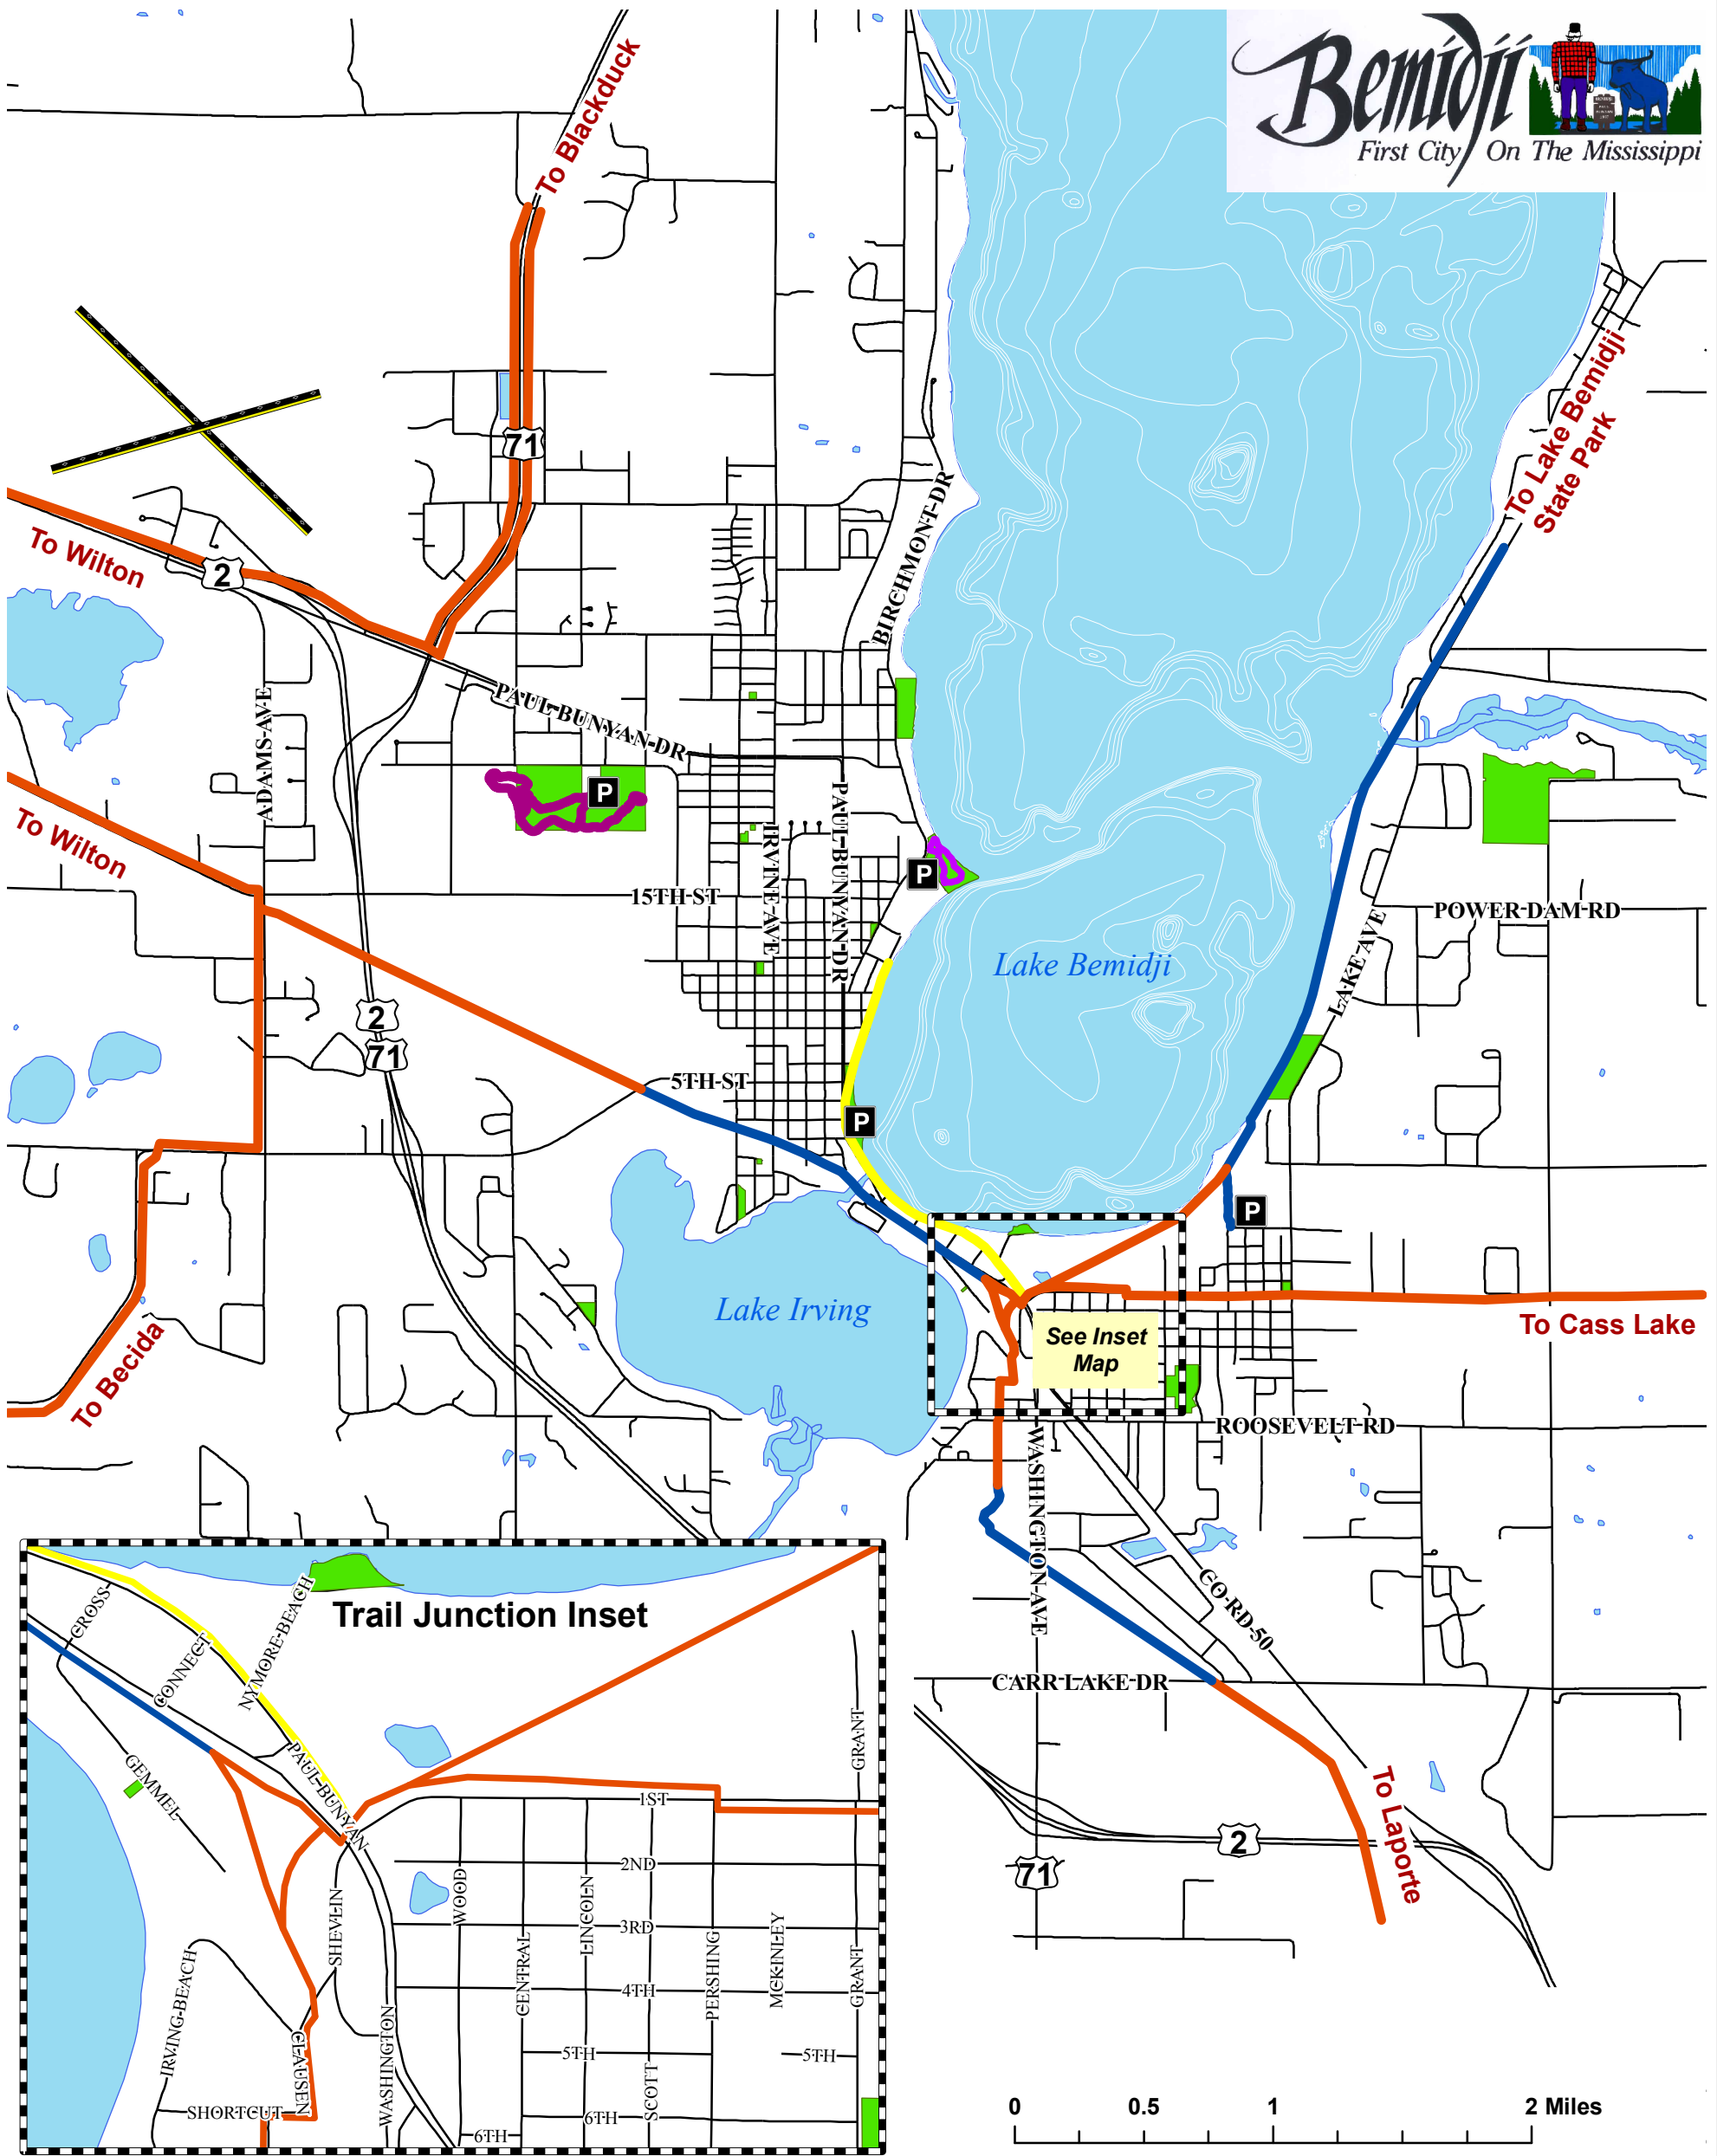 Bemidji
First City On The Mississippi
To Blackduck
71
To Lake Bemidji
State Park
To Wilton
2
BIRCHMONT DR
ADAMS AVE
PAUL BUNYAN DR
P
To Wilton
IRVINE AVE
PAUL BUNYAN DR
P
15TH ST
POWER DAM RD
Lake Bemidji
LAKE AVE
2
71
5TH ST
P
P
Lake Irving
To Cass Lake
See Inset
Map
To Becida
ROOSEVELT RD
WASHINGTON AVE
CO RD 50
CARR LAKE DR
To Laporte
2
71
Trail Junction Inset
CROSS
CONNECT
NYMORE BEACH
PAUL BUNYAN
GEMMEL
GRANT
1ST
2ND
WOOD
LINCOLN
3RD
SHEVLIN
CENTRAL
PERSHING
MCKINLEY
GRANT
4TH
IRVING BEACH
CLAUSEN
WASHINGTON
5TH
5TH
SCOTT
SHORTCUT
6TH
6TH
0 0.5 1 2 Miles